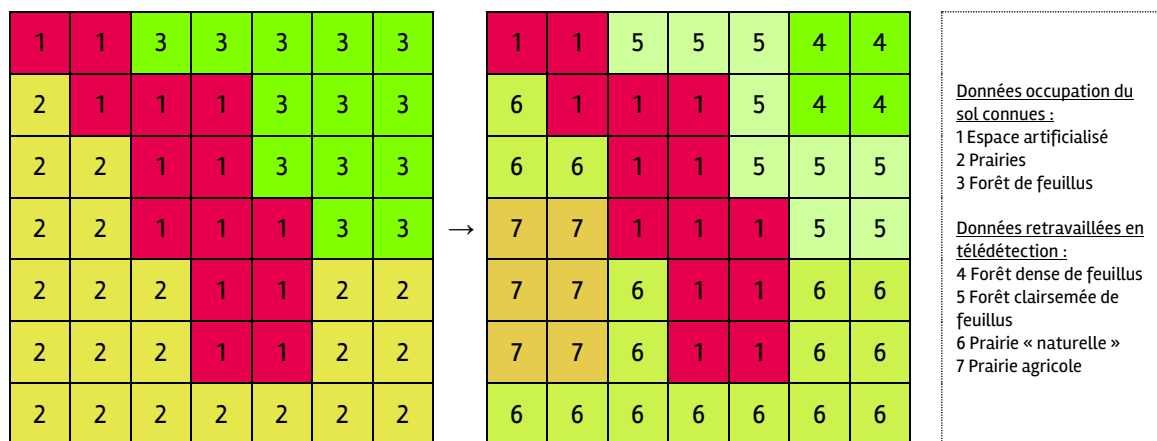 1 1 3 3 3 3 3
2 1 1 1 3 3 3
2 2 1 1 3 3 3
2 2 1 1 1 3 3
2 2 2 1 1 2 2
2 2 2 1 1 2 2
2 2 2 2 2 2 2
→
1 1 5 5 5 4 4
6 1 1 1 5 4 4
6 6 1 1 5 5 5
7 7 1 1 1 5 5
7 7 6 1 1 6 6
7 7 6 1 1 6 6
6 6 6 6 6 6 6
Données occupation du
sol connues :
1 Espace artificialisé
2 Prairies
3 Forêt de feuillus
Données retravaillées en
télédétection :
4 Forêt dense de feuillus
5 Forêt clairsemée de
feuillus
6 Prairie « naturelle »
7 Prairie agricole